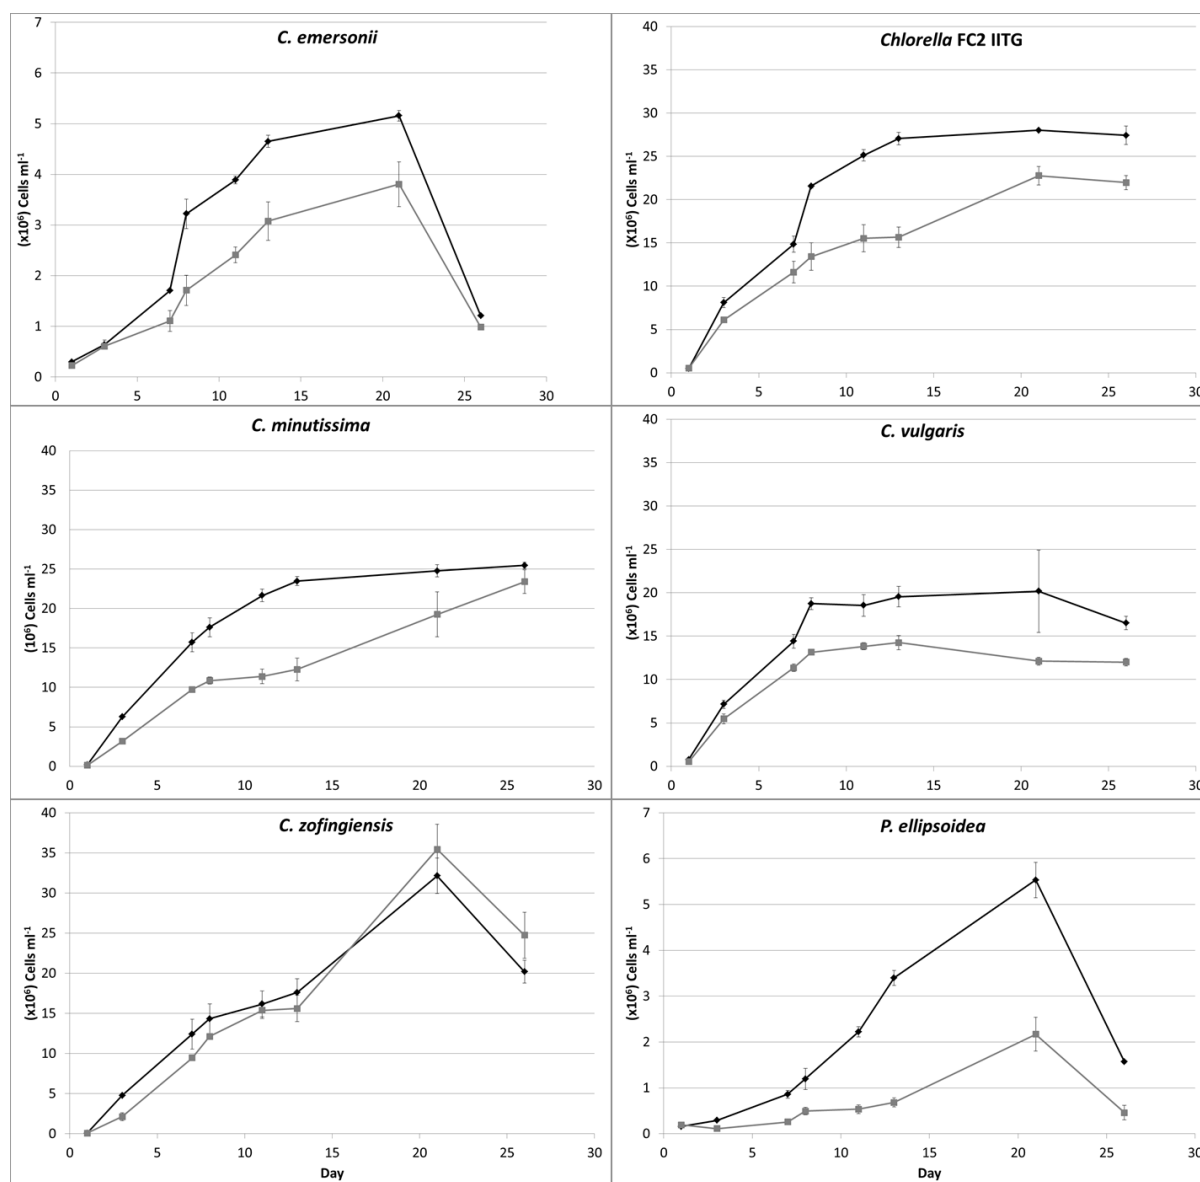 C. emersonii
7
6
5
4
3
2
1
0
(x10⁶) Cells ml⁻¹
0 5 10 15 20 25 30
Chlorella FC2 IITG
40
35
30
25
20
15
10
5
0
(X10⁶) Cells ml⁻¹
0 5 10 15 20 25 30
C. minutissima
40
35
30
25
20
15
10
5
0
(10⁶) Cells ml⁻¹
0 5 10 15 20 25 30
C. vulgaris
40
35
30
25
20
15
10
5
0
(x10⁶) Cells ml⁻¹
0 5 10 15 20 25 30
C. zofingiensis
40
35
30
25
20
15
10
5
0
(x10⁶) Cells ml⁻¹
0 5 10 15 20 25 30
Day
P. ellipsoidea
7
6
5
4
3
2
1
0
(x10⁶) Cells ml⁻¹
0 5 10 15 20 25 30
Day